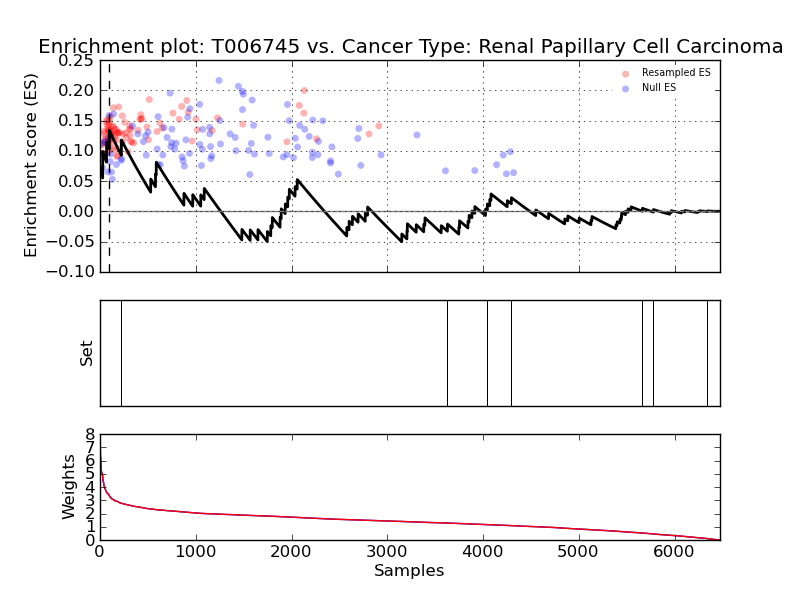 Enrichment plot: T006745 vs. Cancer Type: Renal Papillary Cell Carcinoma
Enrichment score (ES)
0.25
0.20
0.15
0.10
0.05
0.00
−0.05
−0.10
Resampled ES
Null ES
Set
Weights
8
7
6
5
4
3
2
1
0
0 1000 2000 3000 4000 5000 6000
Samples